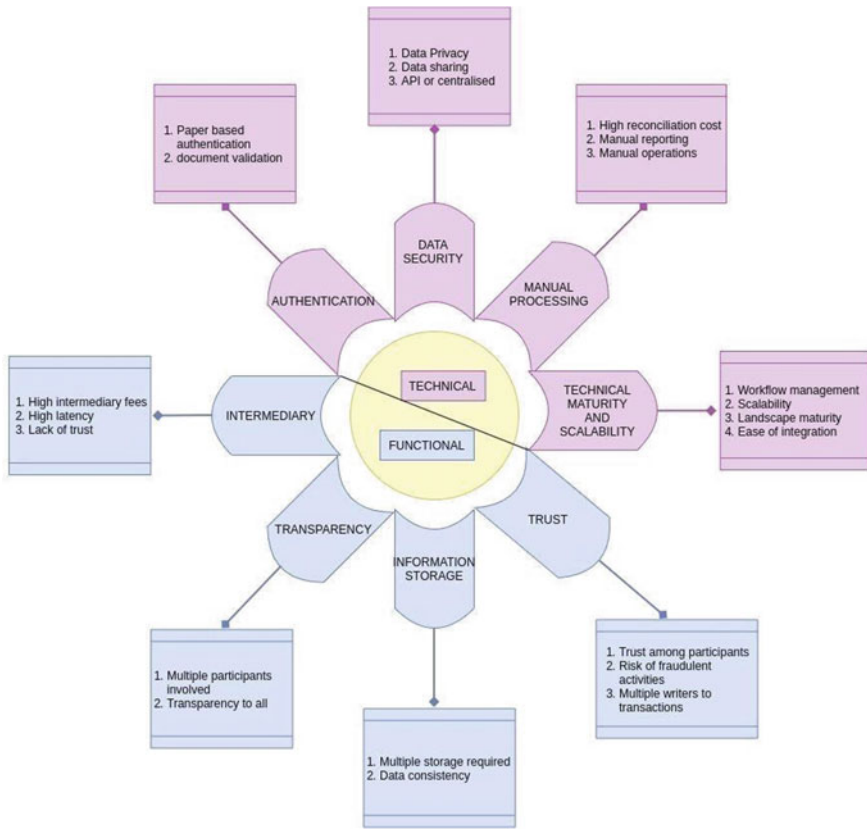 1. Data Privacy
2. Data sharing
3. API or centralised
1. Paper based
authentication
2. document validation
1. High reconciliation cost
2. Manual reporting
3. Manual operations
DATA
SECURITY
AUTHENTICATION
MANUAL
PROCESSING
1. High intermediary fees
2. High latency
3. Lack of trust
INTERMEDIARY
TECHNICAL
FUNCTIONAL
TECHNICAL
MATURITY
AND
SCALABILITY
1. Workflow management
2. Scalability
3. Landscape maturity
4. Ease of integration
TRANSPARENCY
INFORMATION
STORAGE
TRUST
1. Multiple participants
involved
2. Transparency to all
1. Multiple storage required
2. Data consistency
1. Trust among participants
2. Risk of fraudulent
activities
3. Multiple writers to
transactions